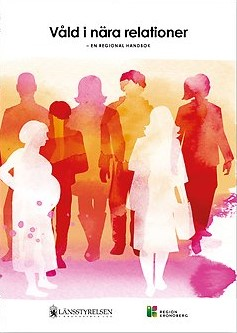 Våld i nära relationer
– EN REGIONAL HANDBOK
LÄNSSTYRELSEN
REGION
KRONOBERG